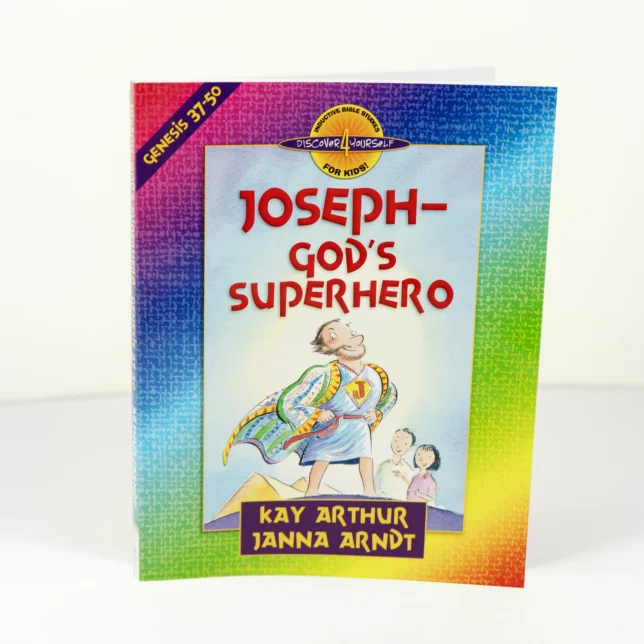 GENESIS 37-50
INDUCTIVE BIBLE STUDIES
DISCOVER 4 YOURSELF
FOR KIDS!
JOSEPH–
GOD'S
SUPERHERO
J
KAY ARTHUR
JANNA ARNDT